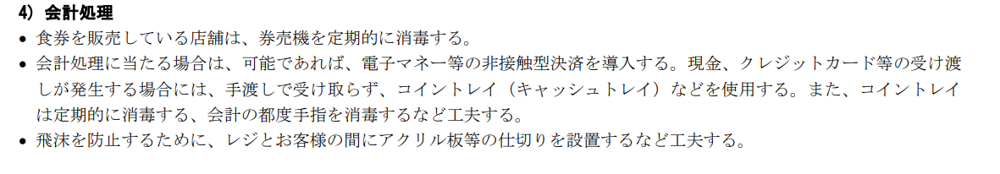 4）会計処理
● 食券を販売している店舗は、券売機を定期的に消毒する。
● 会計処理に当たる場合は、可能であれば、電子マネー等の非接触型決済を導入する。現金、クレジットカード等の受け渡
しが発生する場合には、手渡しで受け取らず、コイントレイ（キャッシュトレイ）などを使用する。また、コイントレイ
は定期的に消毒する、会計の都度手指を消毒するなど工夫する。
● 飛沫を防止するために、レジとお客様の間にアクリル板等の仕切りを設置するなど工夫する。